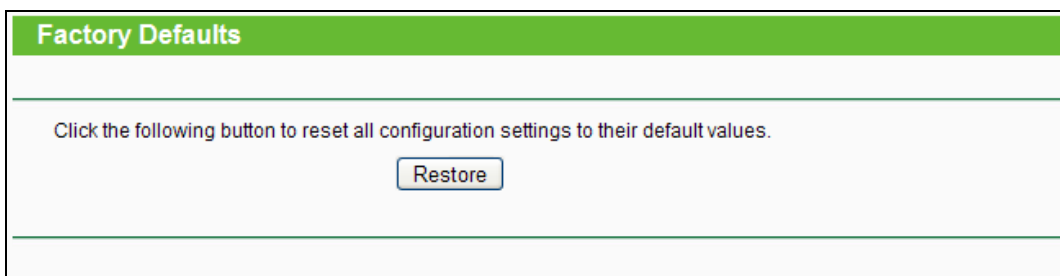 Factory Defaults
Click the following button to reset all configuration settings to their default values.
Restore